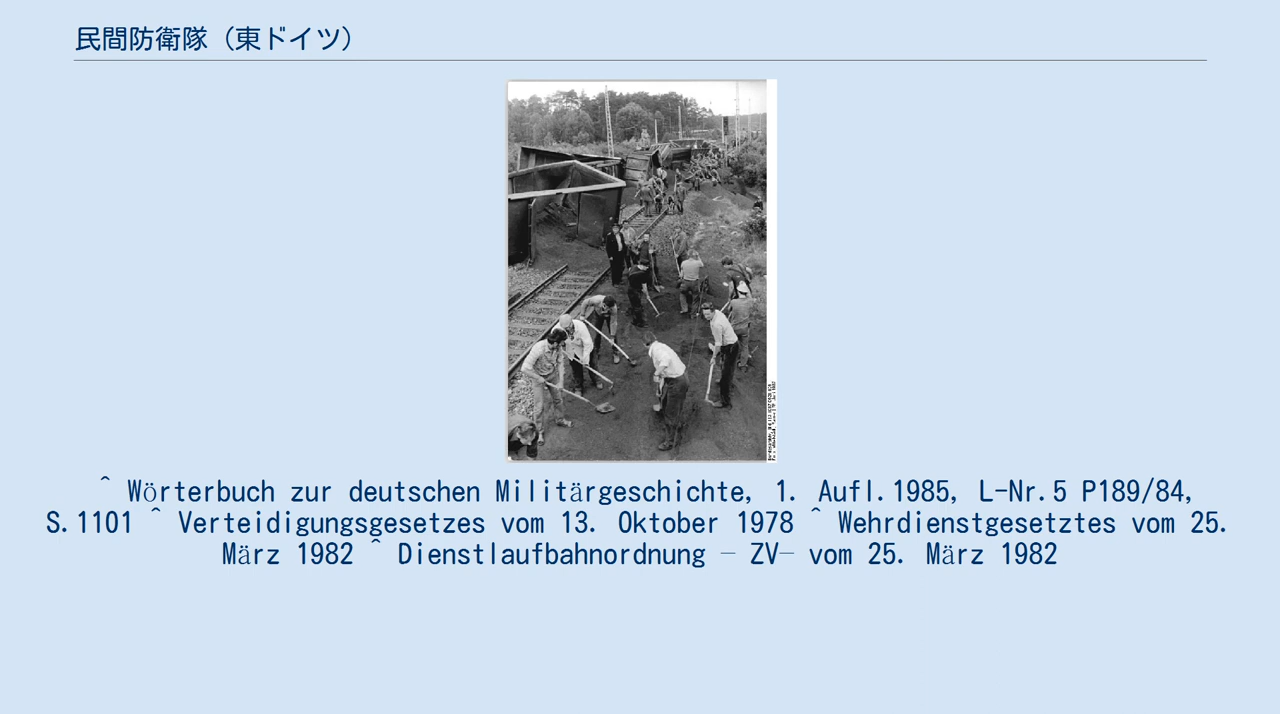 民間防衛隊（東ドイツ）
^ Wörterbuch zur deutschen Militärgeschichte, 1. Aufl.1985, L-Nr.5 P189/84,
S.1101 ^ Verteidigungsgesetzes vom 13. Oktober 1978 ^ Wehrdienstgesetztes vom 25.
März 1982 ^ Dienstlaufbahnordnung – ZV– vom 25. März 1982